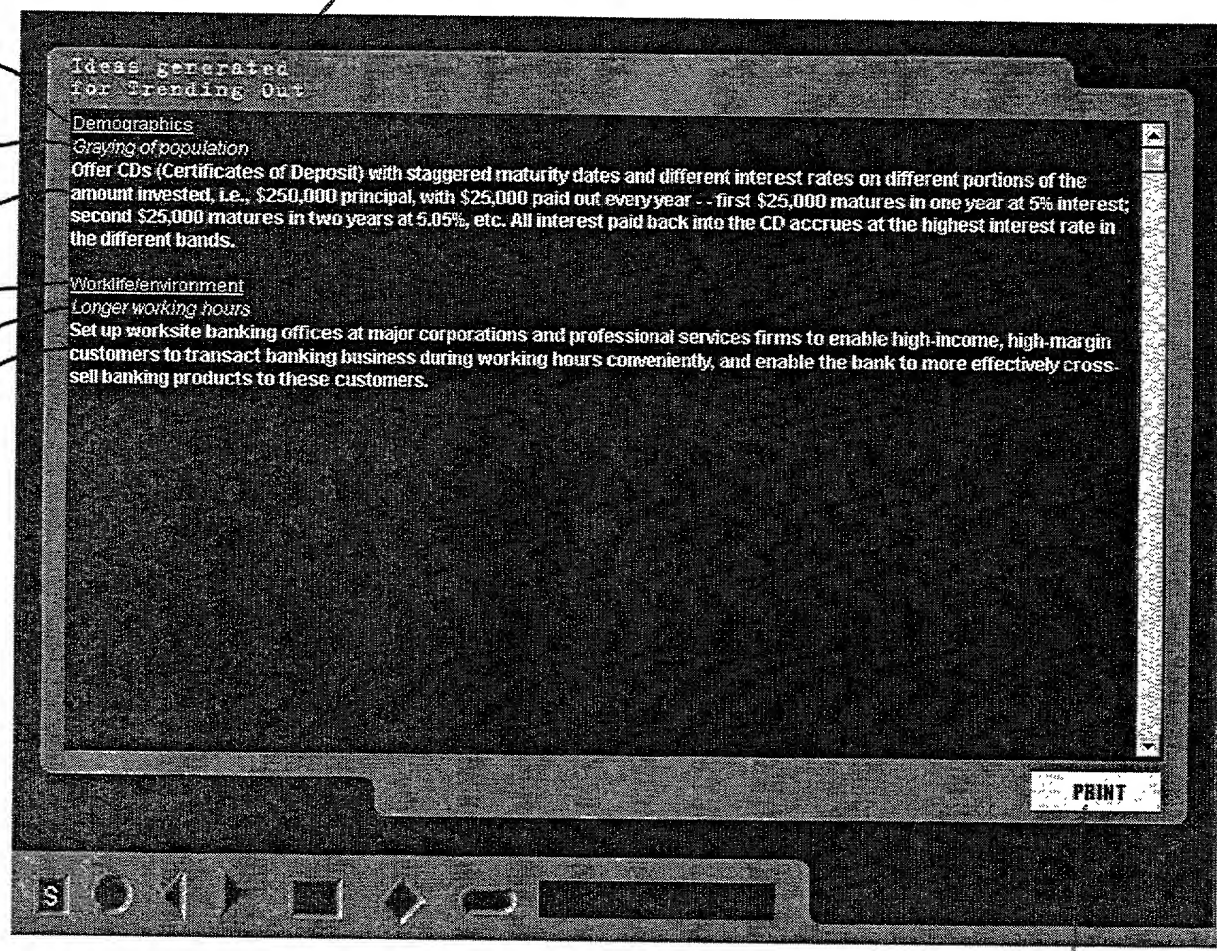 Ideas generated
for Trending Out
Demographics
Graying of population
Offer CDs (Certificates of Deposit) with staggered maturity dates and different interest rates on different portions of the
amount invested, i.e., $250,000 principal, with $25,000 paid out every year - - first $25,000 matures in one year at 5% interest;
second $25,000 matures in two years at 5.05%, etc. All interest paid back into the CD accrues at the highest interest rate in
the different bands.
Worklife/environment
Longer working hours
Set up worksite banking offices at major corporations and professional services firms to enable high-income, high-margin
customers to transact banking business during working hours conveniently, and enable the bank to more effectively cross-
sell banking products to these customers.
PRINT
S